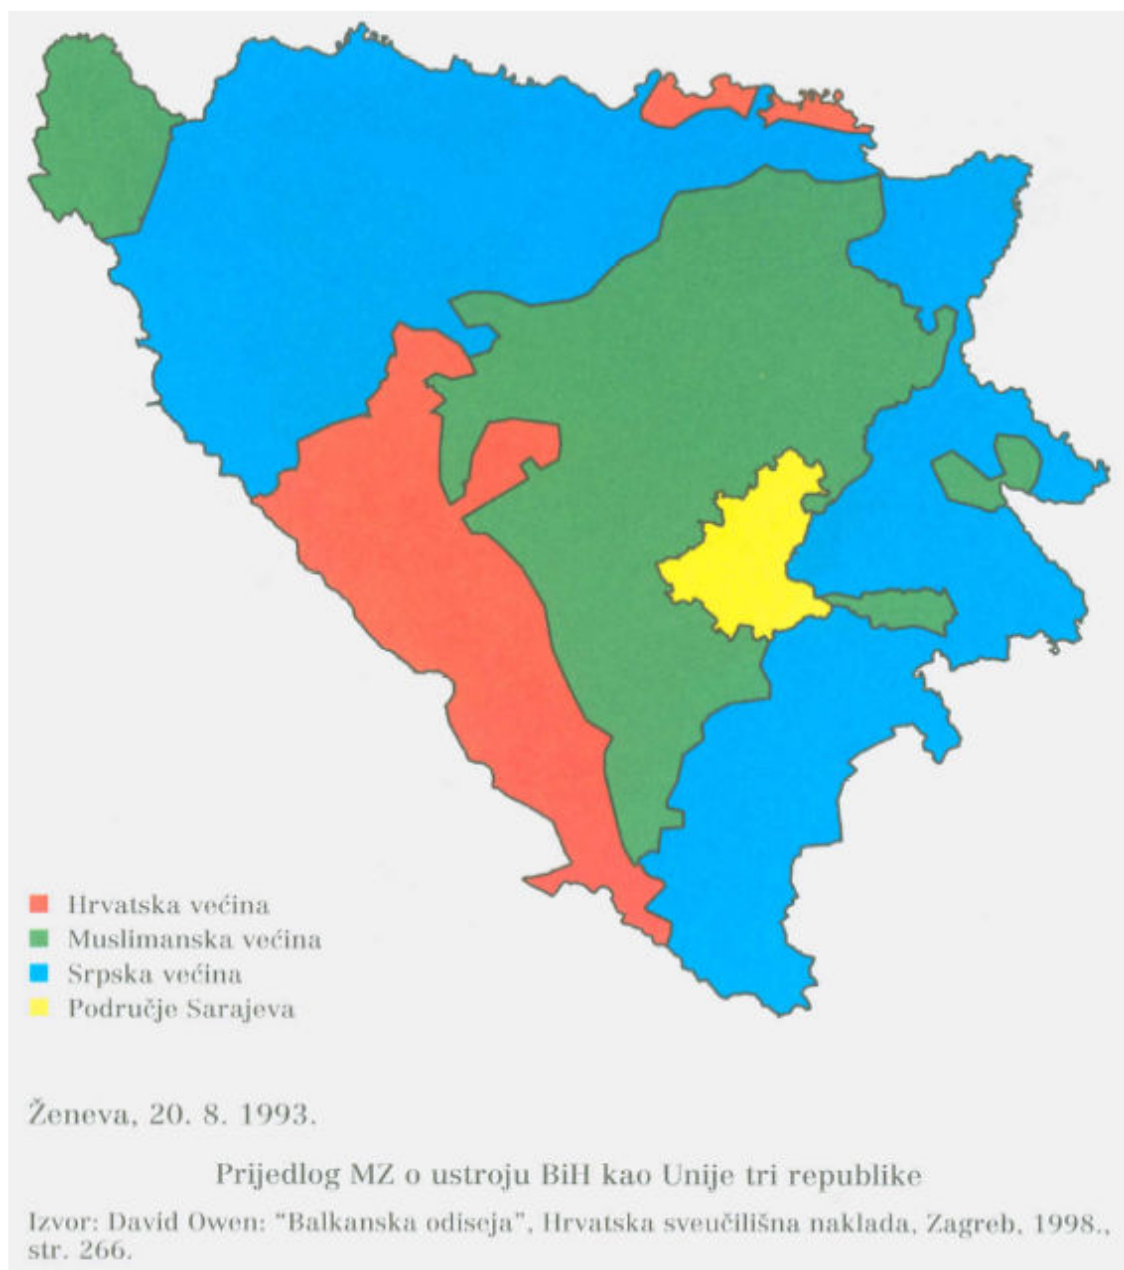 Hrvatska većina
Muslimanska većina
Srpska većina
Područje Sarajeva
Ženeva, 20. 8. 1993.
Prijedlog MZ o ustroju BiH kao Unije tri republike
Izvor: David Owen: “Balkanska odiseja”, Hrvatska sveučilišna naklada, Zagreb, 1998.,
str. 266.